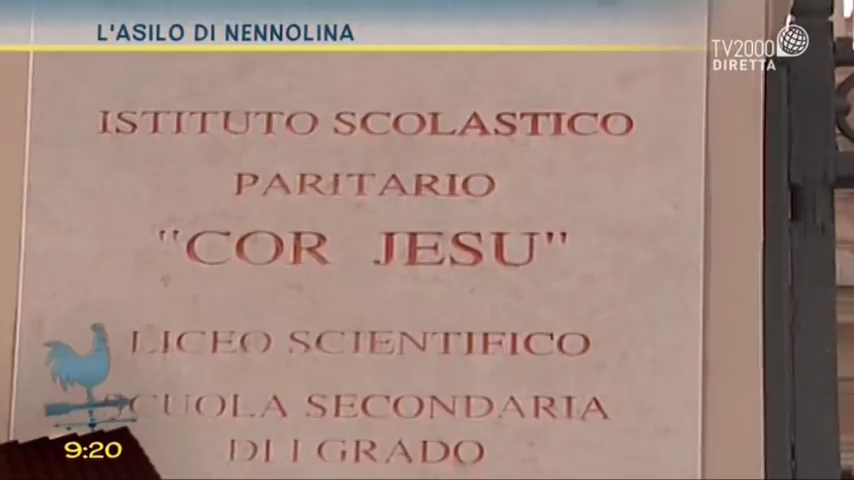 L'ASILO DI NENNOLINA
TV2000
DIRETTA
ISTITUTO SCOLASTICO
PARITARIO
"COR JESU"
LICEO SCIENTIFICO
SCUOLA SECONDARIA
DI I GRADO
9:20